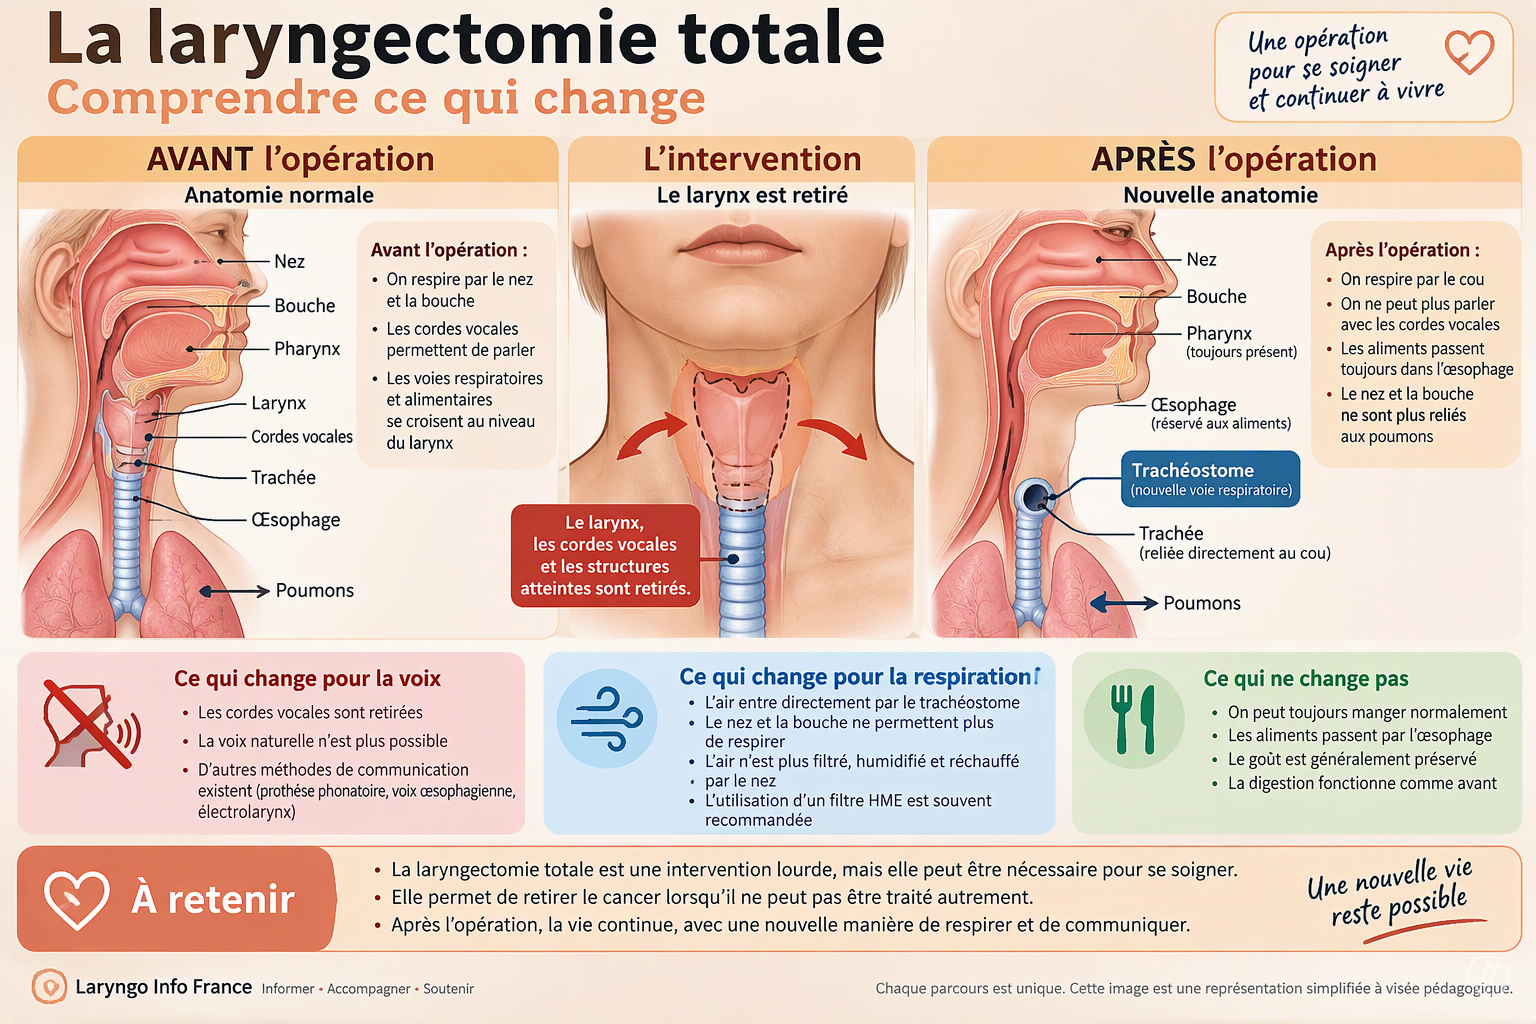 La laryngectomie totale
Comprendre ce qui change
Une opération
pour se soigner
et continuer à vivre
AVANT l'opération
Anatomie normale
Nez
Bouche
Pharynx
Larynx
Cordes vocales
Trachée
Œsophage
Poumons
Avant l'opération :
• On respire par le nez
et la bouche
• Les cordes vocales
permettent de parler
• Les voies respiratoires
et alimentaires
se croisent au niveau
du larynx
L'intervention
Le larynx est retiré
Le larynx,
les cordes vocales
et les structures
atteintes sont retirés.
APRÈS l'opération
Nouvelle anatomie
Nez
Bouche
Pharynx
(toujours présent)
Œsophage
(réservé aux aliments)
Trachéostome
(nouvelle voie respiratoire)
Trachée
(reliée directement au cou)
Poumons
Après l'opération :
• On respire par le cou
• On ne peut plus parler
avec les cordes vocales
• Les aliments passent
toujours dans l'œsophage
• Le nez et la bouche
ne sont plus reliés
aux poumons
Ce qui change pour la voix
• Les cordes vocales sont retirées
• La voix naturelle n'est plus possible
• D'autres méthodes de communication
existent (prothése phonatoire, voix œsophagienne,
électrolarynx)
Ce qui change pour la respiration
• L'air entre directement par le trachéostome
• Le nez et la bouche ne permettent plus
de respirer
• L'air n'est plus filtré, humidifié et réchauffé
• par le nez
• L'utilisation d'un filtre HME est souvent
recommandée
Ce qui ne change pas
• On peut toujours manger normalement
• Les aliments passent par l'œsophage
• Le goût est généralement préservé
• La digestion fonctionne comme avant
À retenir
• La laryngectomie totale est une intervention lourde, mais elle peut être nécessaire pour se soigner.
• Elle permet de retirer le cancer lorsqu'il ne peut pas être traité autrement.
• Après l'opération, la vie continue, avec une nouvelle manière de respirer et de communiquer.
Une nouvelle vie
reste possible
Laryngo Info France Informer • Accompagner • Soutenir
Chaque parcours est unique. Cette image est une représentation simplifiée à visée pédagogique.